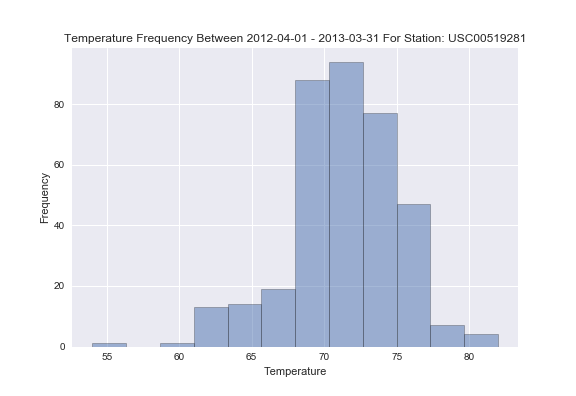 Temperature Frequency Between 2012-04-01 - 2013-03-31 For Station: USC00519281
80
60
40
20
0
Frequency
55 60 65 70 75 80
Temperature